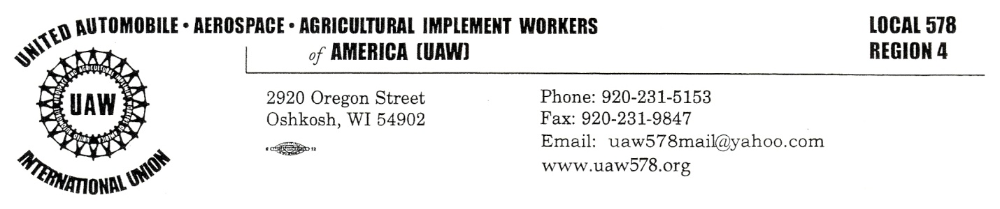 UNITED AUTOMOBILE • AEROSPACE • AGRICULTURAL IMPLEMENT WORKERS
of AMERICA (UAW)
LOCAL 578
REGION 4
UAW
INTERNATIONAL UNION
2920 Oregon Street
Oshkosh, WI 54902
12
Phone: 920-231-5153
Fax: 920-231-9847
Email: uaw578mail@yahoo.com
www.uaw578.org